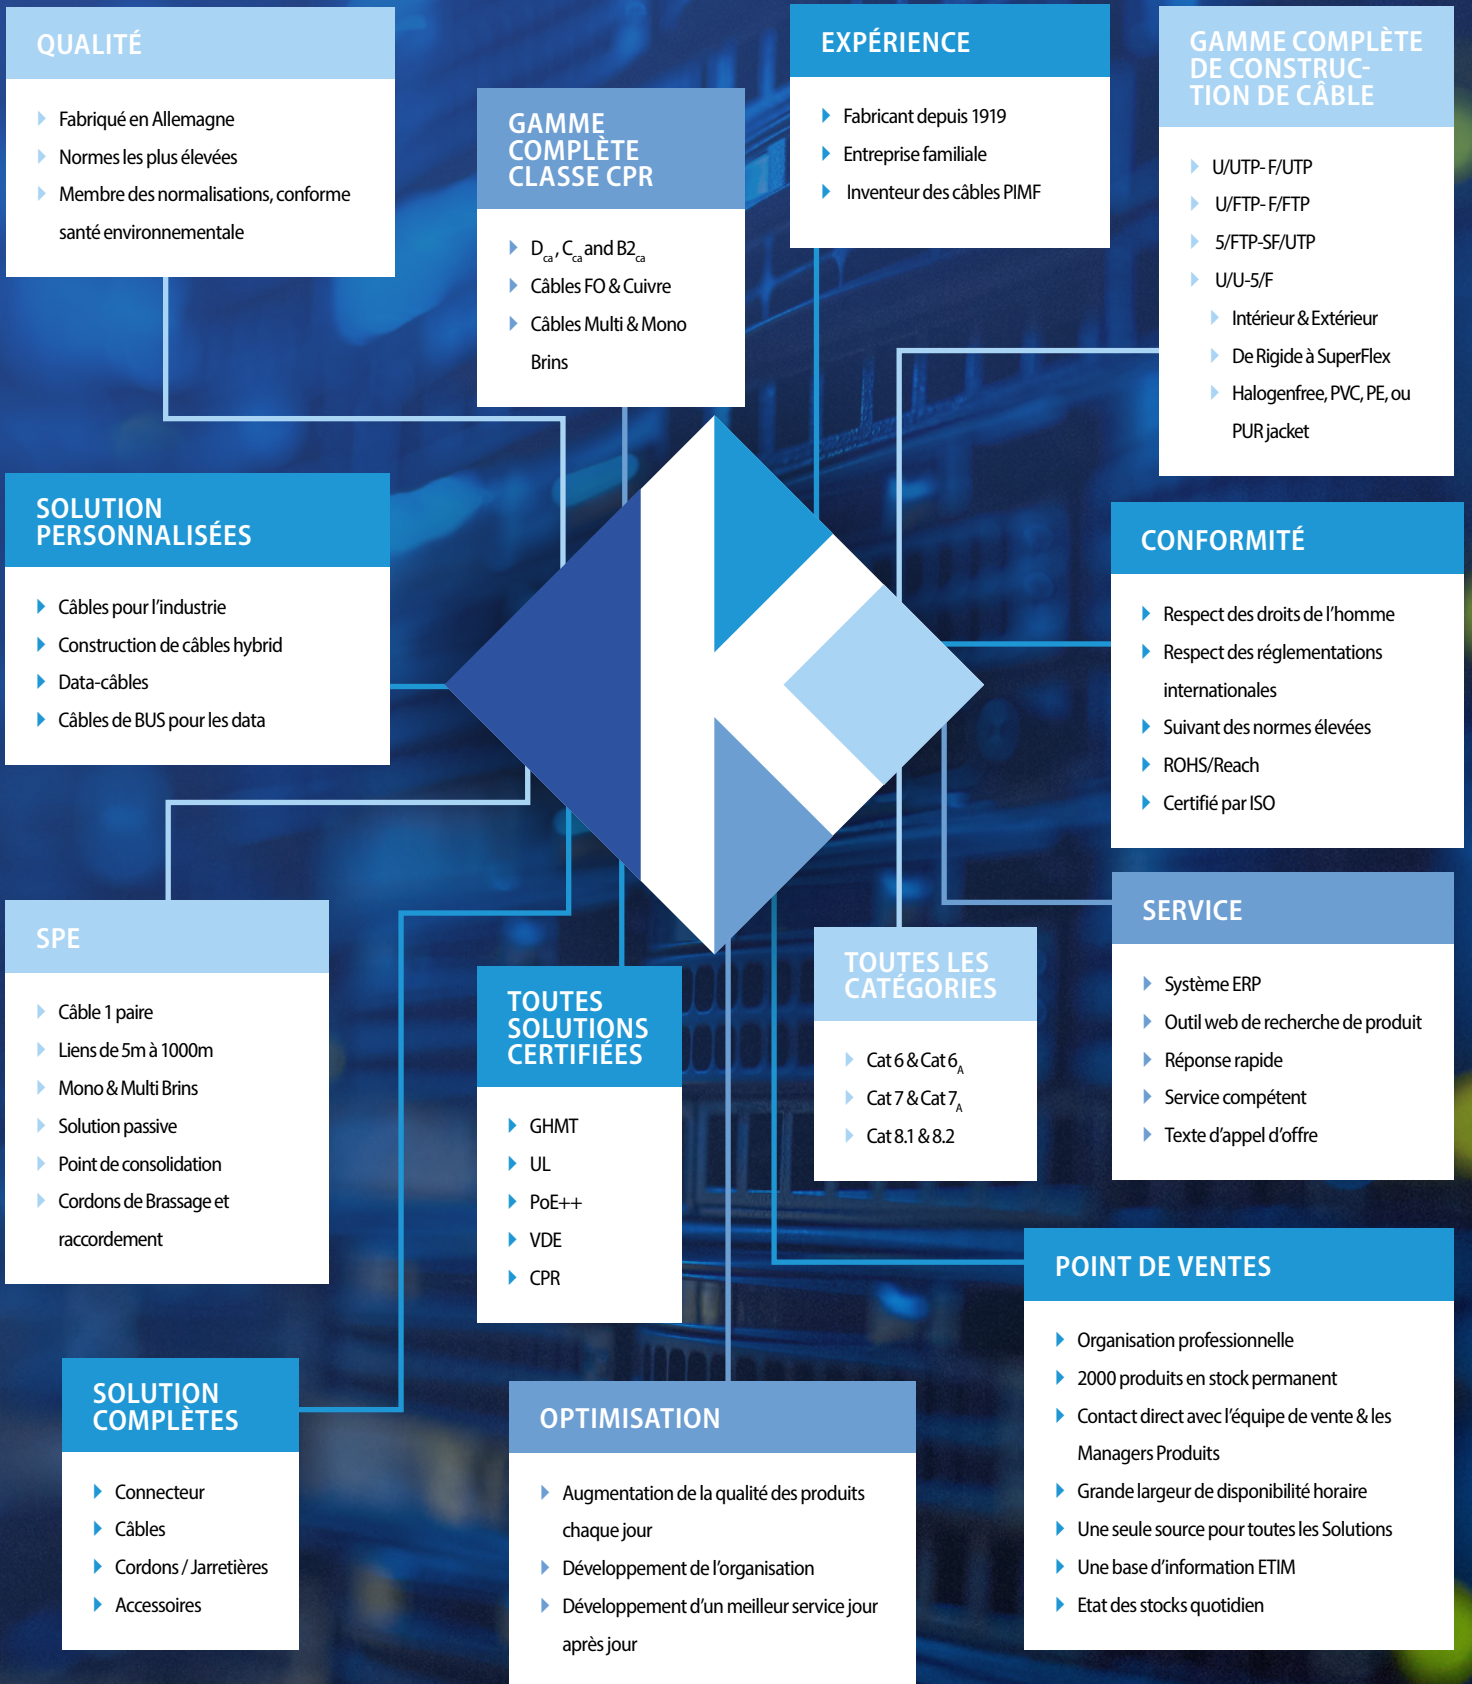 QUALITÉ
Fabriqué en Allemagne
Normes les plus élevées
Membre des normalisations, conforme
santé environnementale
GAMME
COMPLÈTE
CLASSE CPR
Dca, Cca and B2ca
Câbles FO & Cuivre
Câbles Multi & Mono
Brins
EXPÉRIENCE
Fabricant depuis 1919
Entreprise familiale
Inventeur des câbles PIMF
GAMME COMPLÈTE
DE CONSTRUC-
TION DE CÂBLE
U/UTP- F/UTP
U/FTP- F/FTP
5/FTP-SF/UTP
U/U-5/F
Intérieur & Extérieur
De Rigide à SuperFlex
Halogenfree, PVC, PE, ou
PUR jacket
SOLUTION
PERSONNALISÉES
Câbles pour l'industrie
Construction de câbles hybrid
Data-câbles
Câbles de BUS pour les data
CONFORMITÉ
Respect des droits de l'homme
Respect des réglementations
internationales
Suivant des normes élevées
ROHS/Reach
Certifié par ISO
SPE
Câble 1 paire
Liens de 5m à 1000m
Mono & Multi Brins
Solution passive
Point de consolidation
Cordons de Brassage et
raccordement
TOUTES
SOLUTIONS
CERTIFIÉES
GHMT
UL
PoE++
VDE
CPR
TOUTES LES
CATÉGORIES
Cat 6 & Cat 6A
Cat 7 & Cat 7A
Cat 8.1 & 8.2
SERVICE
Système ERP
Outil web de recherche de produit
Réponse rapide
Service compétent
Texte d'appel d'offre
SOLUTION
COMPLÈTES
Connecteur
Câbles
Cordons / Jarretières
Accessoires
OPTIMISATION
Augmentation de la qualité des produits
chaque jour
Développement de l'organisation
Développement d'un meilleur service jour
après jour
POINT DE VENTES
Organisation professionnelle
2000 produits en stock permanent
Contact direct avec l'équipe de vente & les
Managers Produits
Grande largeur de disponibilité horaire
Une seule source pour toutes les Solutions
Une base d'information ETIM
Etat des stocks quotidien